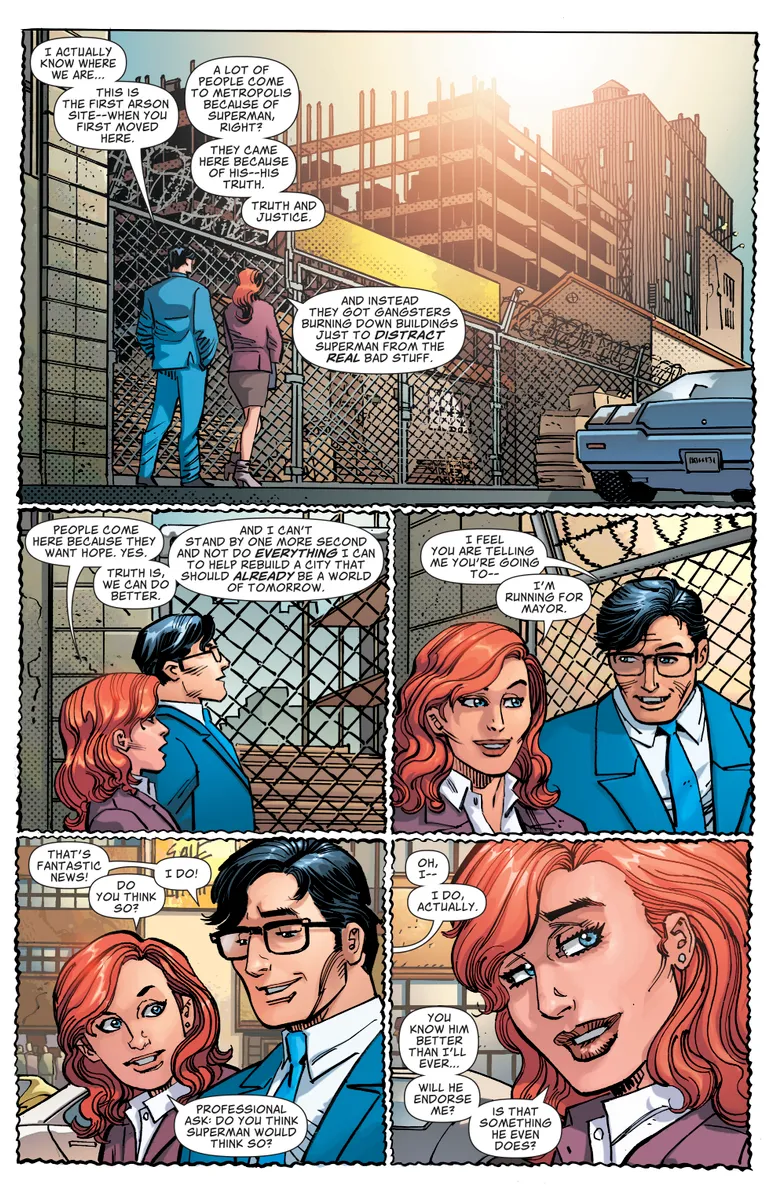 I ACTUALLY
KNOW WHERE
WE ARE...
THIS IS
THE FIRST ARSON
SITE--WHEN YOU
FIRST MOVED
HERE.
A LOT OF
PEOPLE COME
TO METROPOLIS
BECAUSE OF
SUPERMAN,
RIGHT?
THEY CAME
HERE BECAUSE
OF HIS--HIS
TRUTH.
TRUTH AND
JUSTICE.
AND INSTEAD
THEY GOT GANGSTERS
BURNING DOWN BUILDINGS
JUST TO DISTRACT
SUPERMAN FROM THE
REAL BAD STUFF.
PEOPLE COME
HERE BECAUSE THEY
WANT HOPE. YES.
TRUTH IS,
WE CAN DO
BETTER.
AND I CAN'T
STAND BY ONE MORE SECOND
AND NOT DO EVERYTHING I CAN
TO HELP REBUILD A CITY THAT
SHOULD ALREADY BE A WORLD
OF TOMORROW.
I FEEL
YOU ARE TELLING
ME YOU'RE GOING
TO--
I'M
RUNNING FOR
MAYOR.
THAT'S
FANTASTIC
NEWS!
DO
YOU THINK
SO?
I DO!
PROFESSIONAL
ASK: DO YOU THINK
SUPERMAN WOULD
THINK SO?
OH,
I--
I DO,
ACTUALLY.
YOU
KNOW HIM
BETTER
THAN I'LL
EVER...
WILL HE
ENDORSE
ME?
IS THAT
SOMETHING
HE EVEN
DOES?